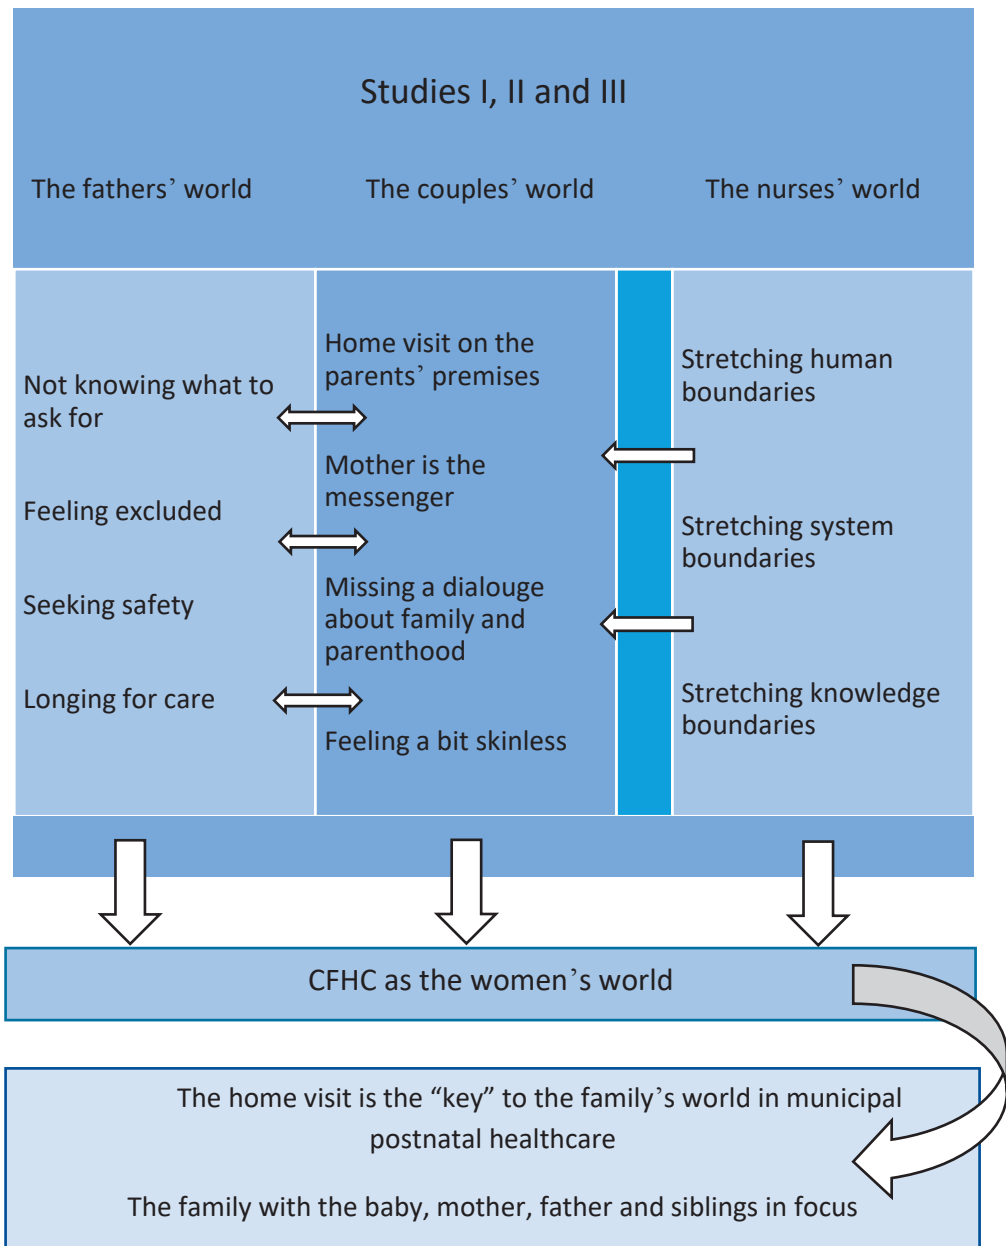 Studies I, II and III
The fathers’ world
The couples’ world
The nurses’ world
Not knowing what to
ask for
Feeling excluded
Seeking safety
Longing for care
Home visit on the
parents’ premises
Mother is the
messenger
Missing a dialouge
about family and
parenthood
Feeling a bit skinless
Stretching human
boundaries
Stretching system
boundaries
Stretching knowledge
boundaries
CFHC as the women’s world
The home visit is the “key” to the family’s world in municipal
postnatal healthcare
The family with the baby, mother, father and siblings in focus